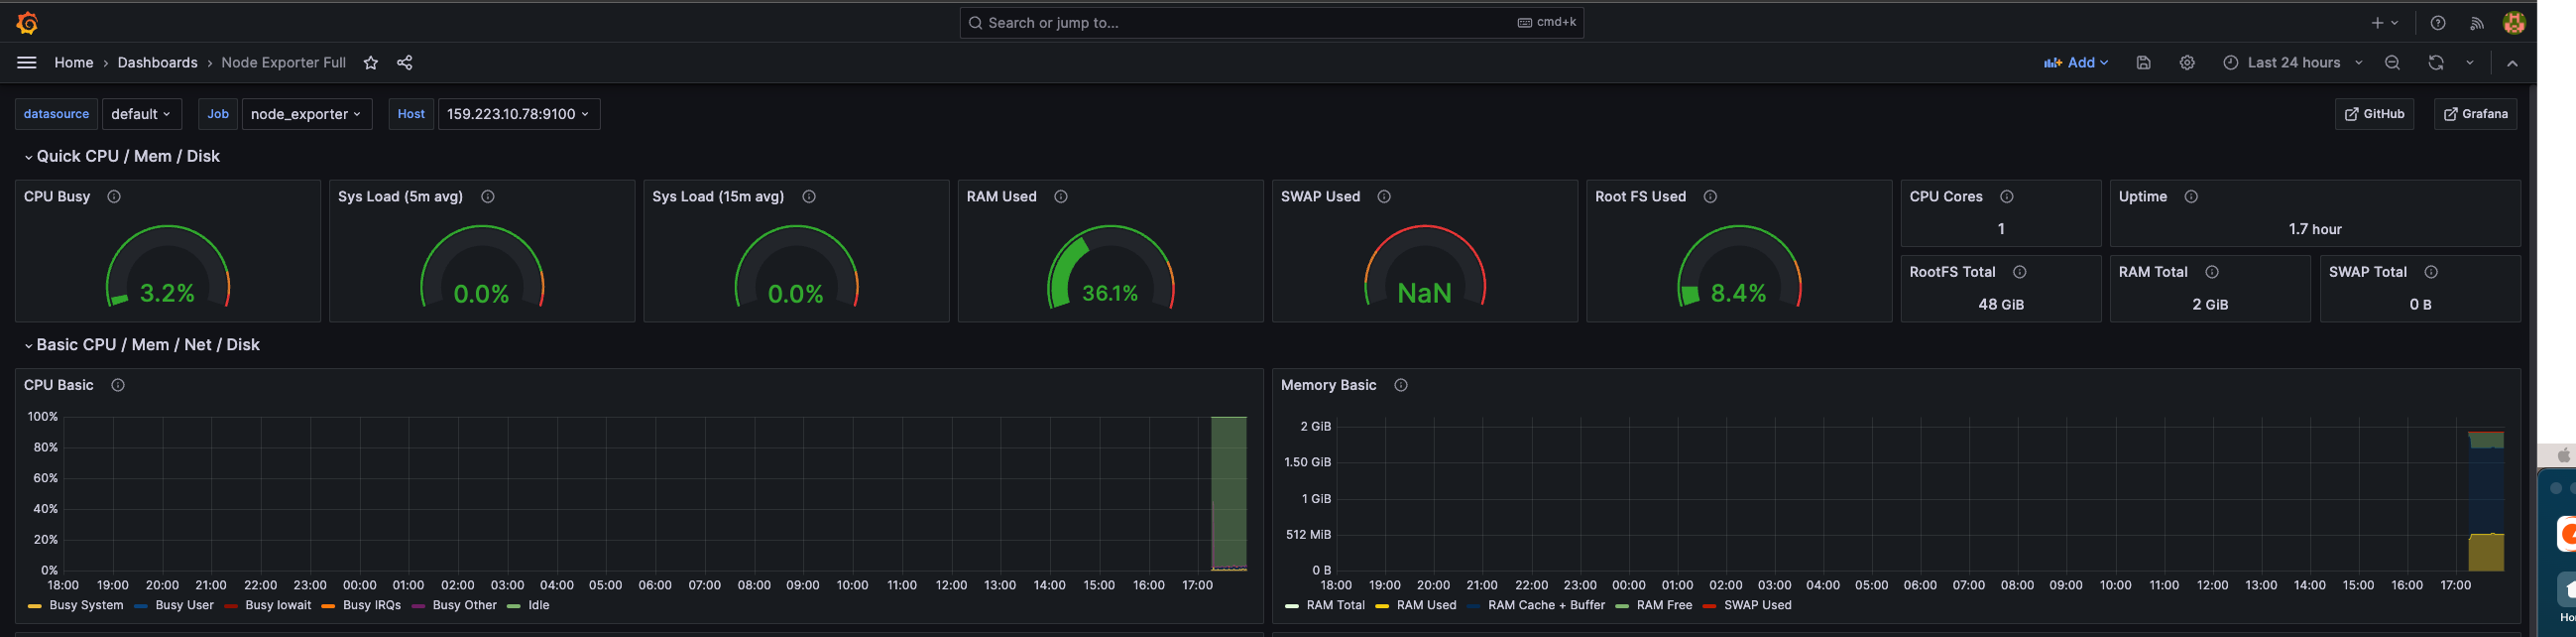 Search or jump to... cmd+k
Home › Dashboards › Node Exporter Full Add Last 24 hours
datasource default Job node_exporter Host 159.223.10.78:9100 GitHub Grafana
Quick CPU / Mem / Disk
CPU Busy
3.2%
Sys Load (5m avg)
0.0%
Sys Load (15m avg)
0.0%
RAM Used
36.1%
SWAP Used
NaN
Root FS Used
8.4%
CPU Cores
1
Uptime
1.7 hour
RootFS Total
48 GiB
RAM Total
2 GiB
SWAP Total
0 B
Basic CPU / Mem / Net / Disk
CPU Basic
100%
80%
60%
40%
20%
0%
18:00 19:00 20:00 21:00 22:00 23:00 00:00 01:00 02:00 03:00 04:00 05:00 06:00 07:00 08:00 09:00 10:00 11:00 12:00 13:00 14:00 15:00 16:00 17:00
Busy System Busy User Busy Iowait Busy IRQs Busy Other Idle
Memory Basic
2 GiB
1.50 GiB
1 GiB
512 MiB
0 B
18:00 19:00 20:00 21:00 22:00 23:00 00:00 01:00 02:00 03:00 04:00 05:00 06:00 07:00 08:00 09:00 10:00 11:00 12:00 13:00 14:00 15:00 16:00 17:00
RAM Total RAM Used RAM Cache + Buffer RAM Free SWAP Used